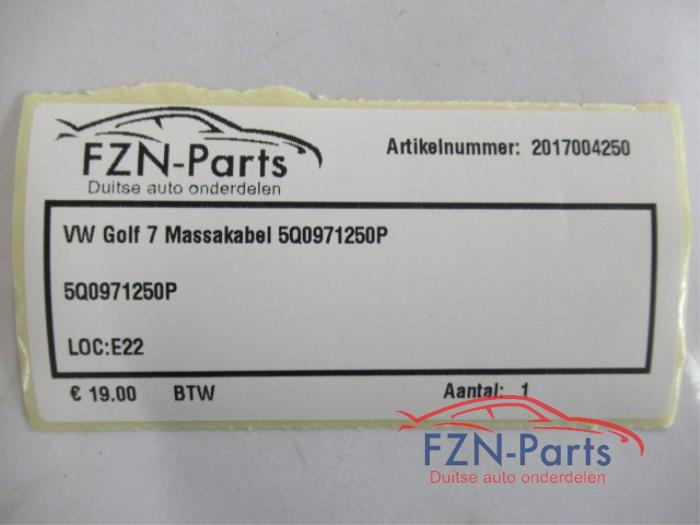 FZN-Parts
Duitse auto onderdelen
Artikelnummer: 2017004250
VW Golf 7 Massakabel 5Q0971250P
5Q0971250P
LOC:E22
€ 19.00 BTW Aantal: 1
FZN-Parts
Duitse auto onderdelen